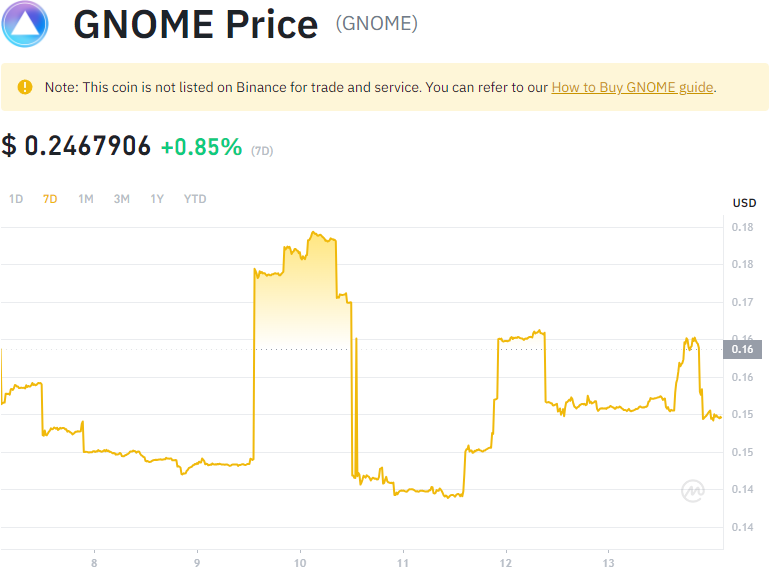 GNOME Price (GNOME)
Note: This coin is not listed on Binance for trade and service. You can refer to our How to Buy GNOME guide.
$ 0.2467906 +0.85% (7D)
1D 7D 1M 3M 1Y YTD
USD
0.18
0.18
0.17
0.16
0.16
0.16
0.15
0.15
0.14
0.14
8 9 10 11 12 13